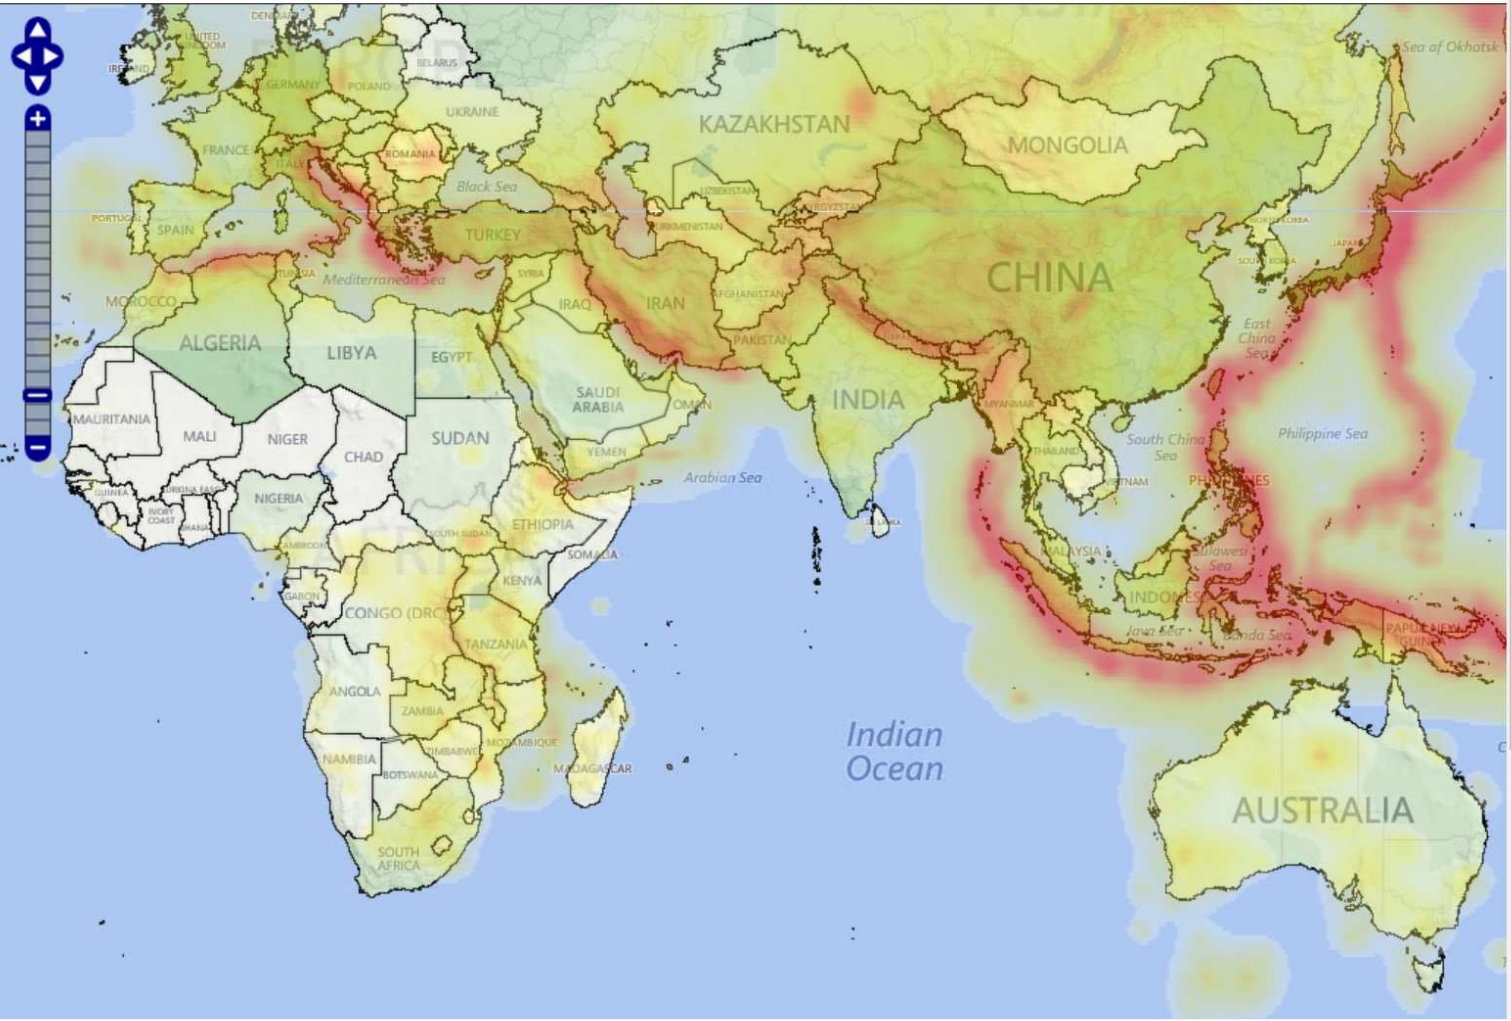 DENMARK
Sea of Okhotsk
UNITED
KINGDOM
IRELAND
BELARUS
GERMANY
POLAND
UKRAINE
KAZAKHSTAN
MONGOLIA
FRANCE
ITALY
ROMANIA
Black Sea
UZBEKISTAN
KYRGYZSTAN
PORTUGAL
SPAIN
TURKEY
TURKMENISTAN
NORTH KOREA
JAPAN
SOUTH KOREA
CHINA
TUNISIA
Mediterranean Sea
SYRIA
MOROCCO
IRAQ
IRAN
AFGHANISTAN
ALGERIA
LIBYA
EGYPT
PAKISTAN
East
China
Sea
SAUDI
ARABIA
OMAN
INDIA
MYANMAR
MAURITANIA
MALI
NIGER
CHAD
SUDAN
YEMEN
Arabian Sea
THAILAND
South China
Sea
Philippine Sea
VIETNAM
PHILIPPINES
GUINEA
BURKINA FASO
NIGERIA
IVORY
COAST
GHANA
SRI LANKA
ETHIOPIA
SOUTH SUDAN
CAMEROON
AFRICA
SOMALIA
MALAYSIA
Sulawesi
Sea
KENYA
GABON
CONGO (DRC)
INDONESIA
TANZANIA
Java Sea
Banda Sea
PAPUA NEW
GUINEA
ANGOLA
ZAMBIA
NAMIBIA
ZIMBABWE
MOZAMBIQUE
BOTSWANA
MADAGASCAR
Indian
Ocean
AUSTRALIA
SOUTH
AFRICA